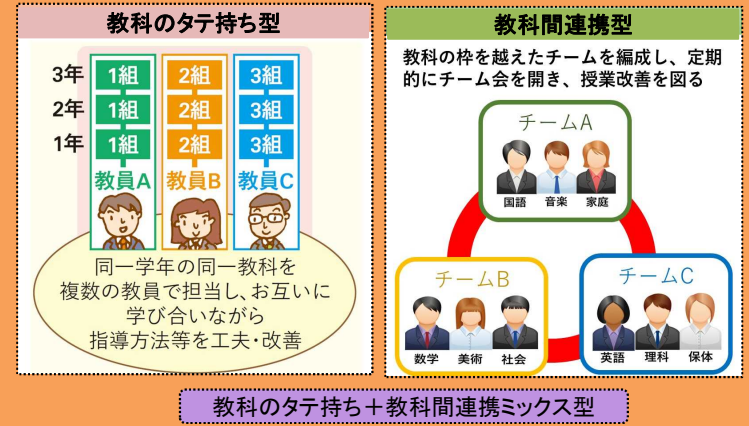 教科のタテ持ち型
3年 1組 2組 3組
2年 1組 2組 3組
1年 1組 2組 3組
教員A 教員B 教員C
同一学年の同一教科を
複数の教員で担当し、お互いに
学び合いながら
指導方法等を工夫・改善
教科間連携型
教科の枠を越えたチームを編成し、定期
的にチーム会を開き、授業改善を図る
チームA
国語 音楽 家庭
チームB
数学 美術 社会
チームC
英語 理科 保体
教科のタテ持ち＋教科間連携ミックス型